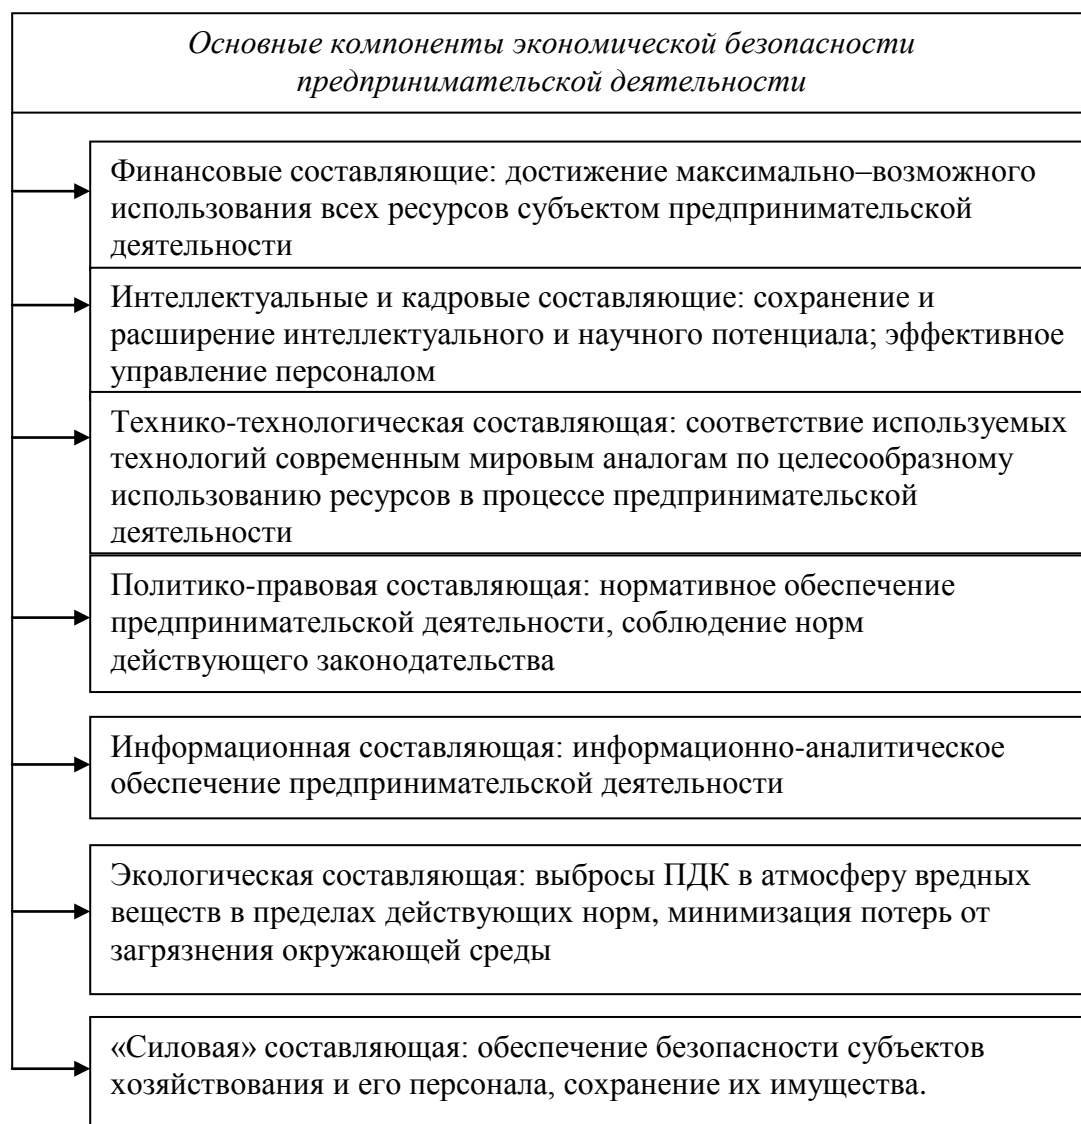 Основные компоненты экономической безопасности
предпринимательской деятельности
Финансовые составляющие: достижение максимально–возможного
использования всех ресурсов субъектом предпринимательской
деятельности
Интеллектуальные и кадровые составляющие: сохранение и
расширение интеллектуального и научного потенциала; эффективное
управление персоналом
Технико-технологическая составляющая: соответствие используемых
технологий современным мировым аналогам по целесообразному
использованию ресурсов в процессе предпринимательской
деятельности
Политико-правовая составляющая: нормативное обеспечение
предпринимательской деятельности, соблюдение норм
действующего законодательства
Информационная составляющая: информационно-аналитическое
обеспечение предпринимательской деятельности
Экологическая составляющая: выбросы ПДК в атмосферу вредных
веществ в пределах действующих норм, минимизация потерь от
загрязнения окружающей среды
«Силовая» составляющая: обеспечение безопасности субъектов
хозяйствования и его персонала, сохранение их имущества.